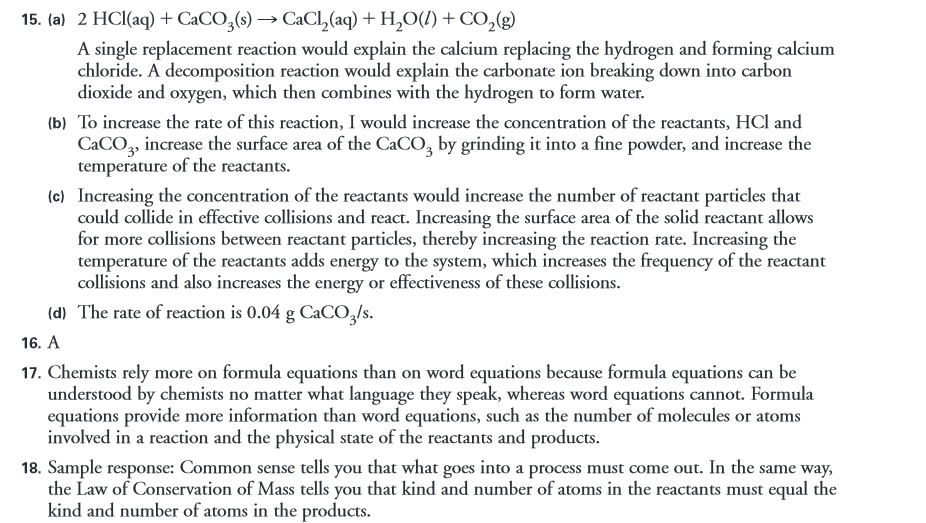 15. (a) 2 HCl(aq) + CaCO₃(s) → CaCl₂(aq) + H₂O(l) + CO₂(g)
A single replacement reaction would explain the calcium replacing the hydrogen and forming calcium
chloride. A decomposition reaction would explain the carbonate ion breaking down into carbon
dioxide and oxygen, which then combines with the hydrogen to form water.
(b) To increase the rate of this reaction, I would increase the concentration of the reactants, HCl and
CaCO₃, increase the surface area of the CaCO₃ by grinding it into a fine powder, and increase the
temperature of the reactants.
(c) Increasing the concentration of the reactants would increase the number of reactant particles that
could collide in effective collisions and react. Increasing the surface area of the solid reactant allows
for more collisions between reactant particles, thereby increasing the reaction rate. Increasing the
temperature of the reactants adds energy to the system, which increases the frequency of the reactant
collisions and also increases the energy or effectiveness of these collisions.
(d) The rate of reaction is 0.04 g CaCO₃/s.
16. A
17. Chemists rely more on formula equations than on word equations because formula equations can be
understood by chemists no matter what language they speak, whereas word equations cannot. Formula
equations provide more information than word equations, such as the number of molecules or atoms
involved in a reaction and the physical state of the reactants and products.
18. Sample response: Common sense tells you that what goes into a process must come out. In the same way,
the Law of Conservation of Mass tells you that kind and number of atoms in the reactants must equal the
kind and number of atoms in the products.